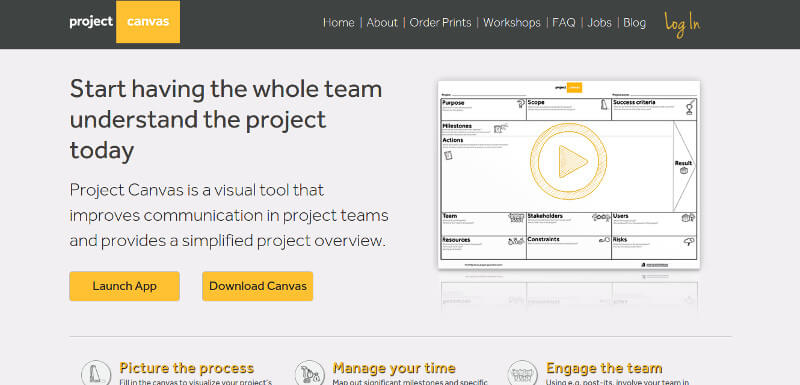 project canvas
Home | About | Order Prints | Workshops | FAQ | Jobs | Blog
Log In
Start having the whole team
understand the project
today
Project Canvas is a visual tool that
improves communication in project teams
and provides a simplified project overview.
Launch App
Download Canvas
project canvas
Purpose
Scope
Success criteria
Milestones
Actions
Result
Team
Stakeholders
Users
Resources
Constraints
Risks
Picture the process
Fill in the canvas to visualize your project's
Manage your time
Map out significant milestones and specific
Engage the team
Using e.g. post-its, involve your team in